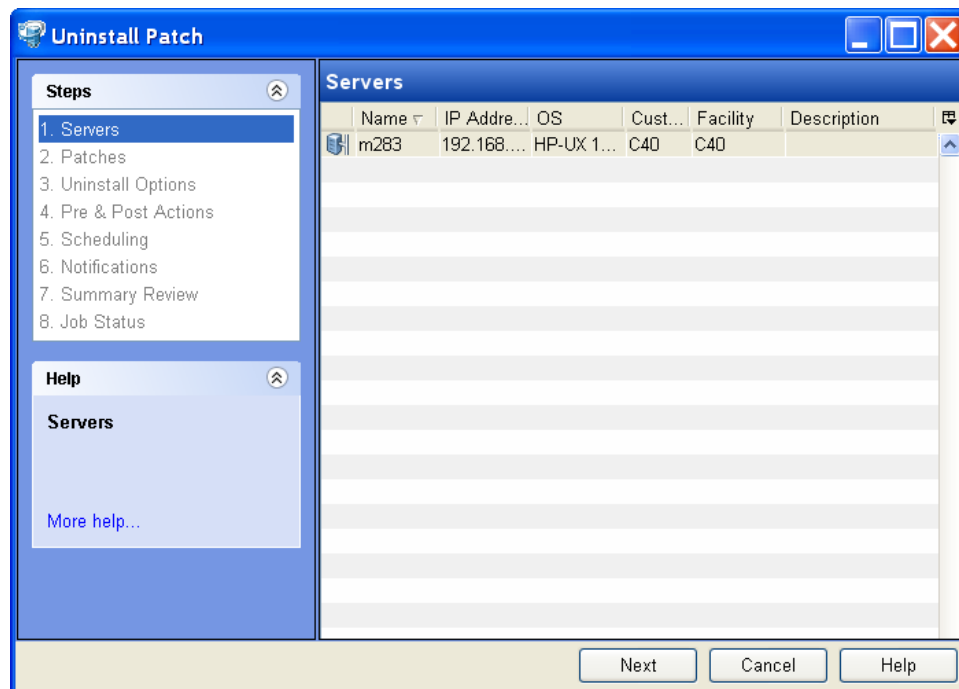 Uninstall Patch
Steps
1. Servers
2. Patches
3. Uninstall Options
4. Pre & Post Actions
5. Scheduling
6. Notifications
7. Summary Review
8. Job Status
Help
Servers
More help...
Servers
Name IP Addre... OS Cust... Facility Description
m283 192.168.... HP-UX 1... C40 C40
Next Cancel Help